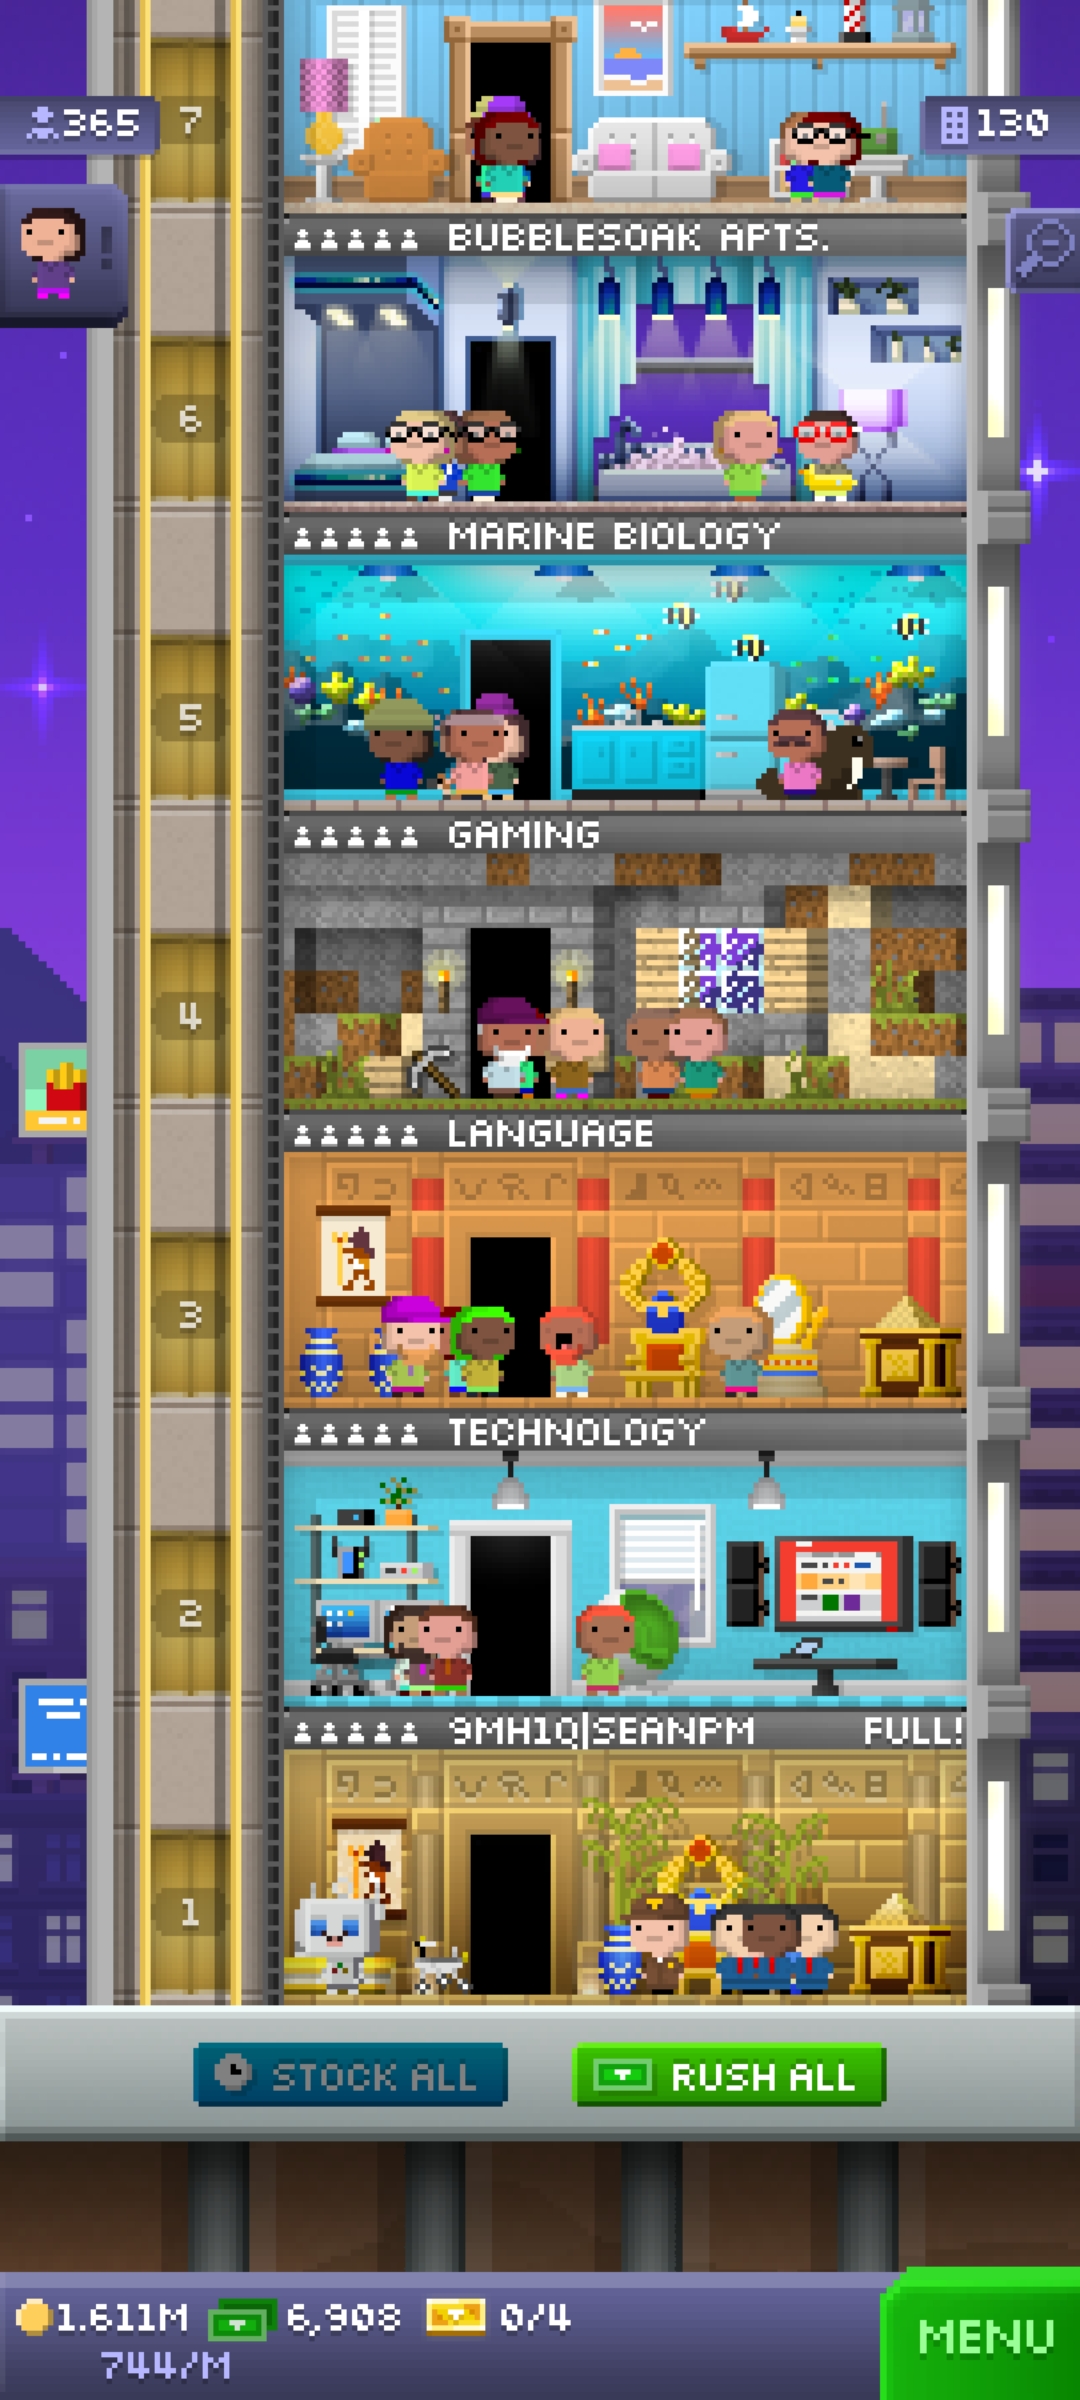 7
365
130
!
BUBBLESOAK APTS.
6
MARINE BIOLOGY
5
GAMING
4
LANGUAGE
3
TECHNOLOGY
2
9MH1Q|SEANPM FULL!
1
STOCK ALL
RUSH ALL
1.611M 6,908 0/4
744/M
MENU